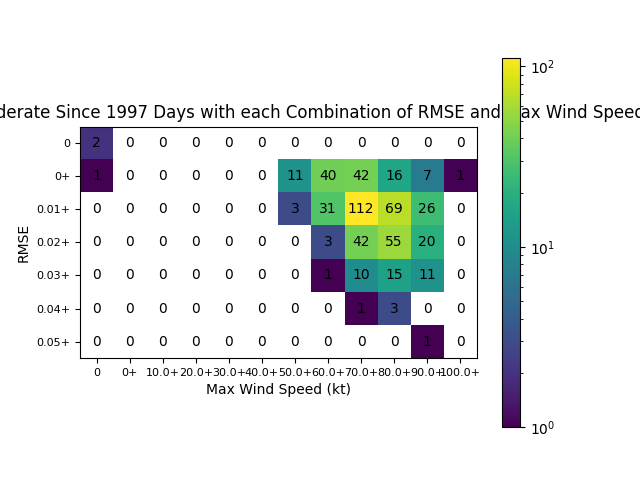 derate Since 1997 Days with each Combination of RMSE and Max Wind Speed
RMSE
0 2 0 0 0 0 0 0 0 0 0 0 0
0+ 1 0 0 0 0 0 11 40 42 16 7 1
0.01+ 0 0 0 0 0 0 3 31 112 69 26 0
0.02+ 0 0 0 0 0 0 0 3 42 55 20 0
0.03+ 0 0 0 0 0 0 0 1 10 15 11 0
0.04+ 0 0 0 0 0 0 0 0 1 3 0 0
0.05+ 0 0 0 0 0 0 0 0 0 0 1 0
0 0+ 10.0+ 20.0+ 30.0+ 40.0+ 50.0+ 60.0+ 70.0+ 80.0+ 90.0+ 100.0+
Max Wind Speed (kt)
10²
10¹
10⁰